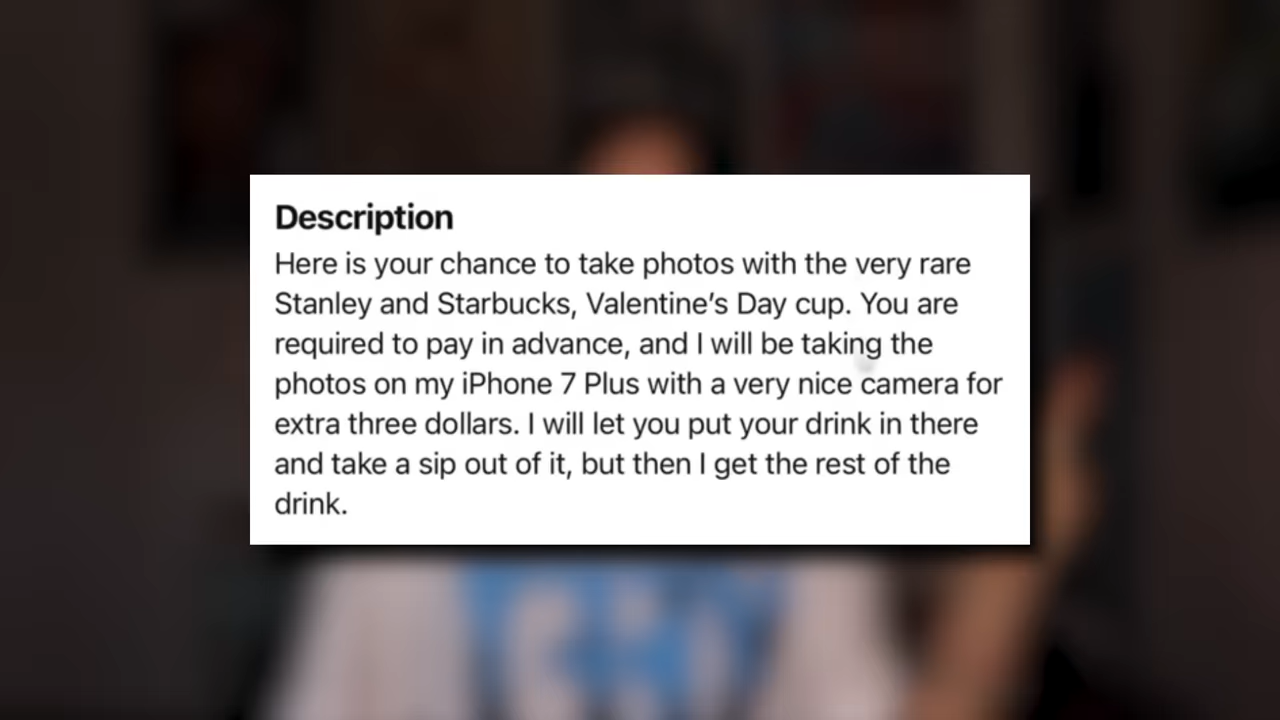 Description
Here is your chance to take photos with the very rare
Stanley and Starbucks, Valentine’s Day cup. You are
required to pay in advance, and I will be taking the
photos on my iPhone 7 Plus with a very nice camera for
extra three dollars. I will let you put your drink in there
and take a sip out of it, but then I get the rest of the
drink.